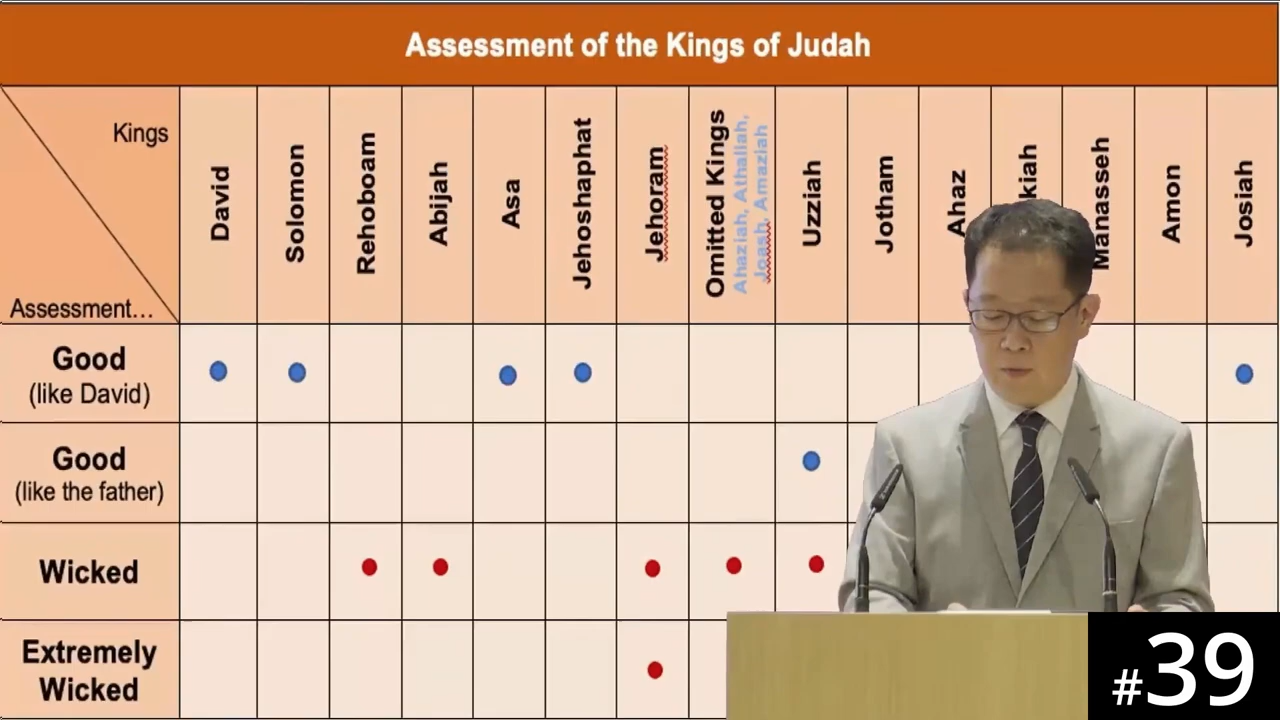 Assessment of the Kings of Judah
Kings
Assessment…
David
Solomon
Rehoboam
Abijah
Asa
Jehoshaphat
Jehoram
Omitted Kings
Ahaziah, Athaliah,
Joash, Amaziah
Uzziah
Jotham
Ahaz
kiah
Manasseh
Amon
Josiah
Good
(like David)
Good
(like the father)
Wicked
Extremely
Wicked
#39